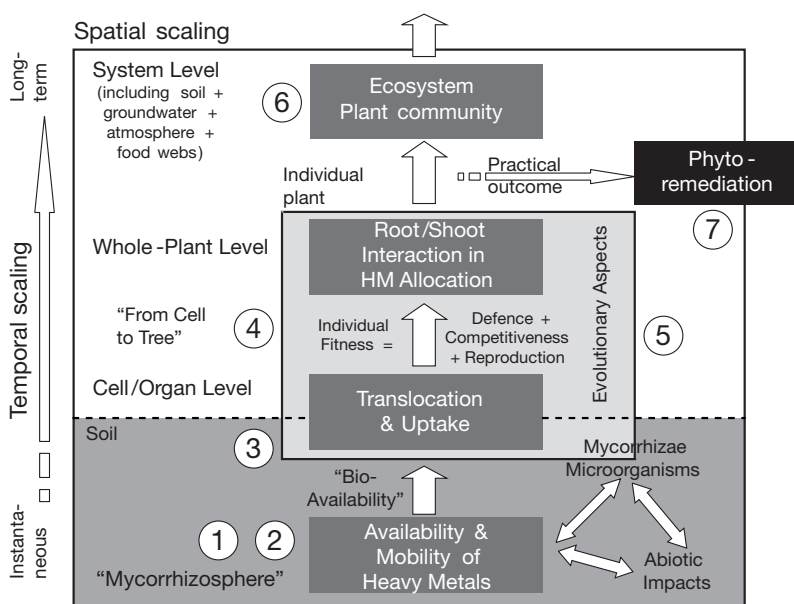 Spatial scaling
Long-
term
System Level
(including soil +
groundwater +
atmosphere +
food webs)
6
Ecosystem
Plant community
Individual
plant
Practical
outcome
Phyto -
remediation
7
Temporal scaling
Whole -Plant Level
Root/Shoot
Interaction in
HM Allocation
Evolutionary Aspects
"From Cell
to Tree"
4
Individual
Fitness =
Defence +
Competitiveness
+ Reproduction
5
Cell/Organ Level
Translocation
& Uptake
Soil
3
"Bio-
Availability"
Mycorrhizae
Microorganisms
Instanta-
neous
1
2
"Mycorrhizosphere"
Availability &
Mobility of
Heavy Metals
Abiotic
Impacts